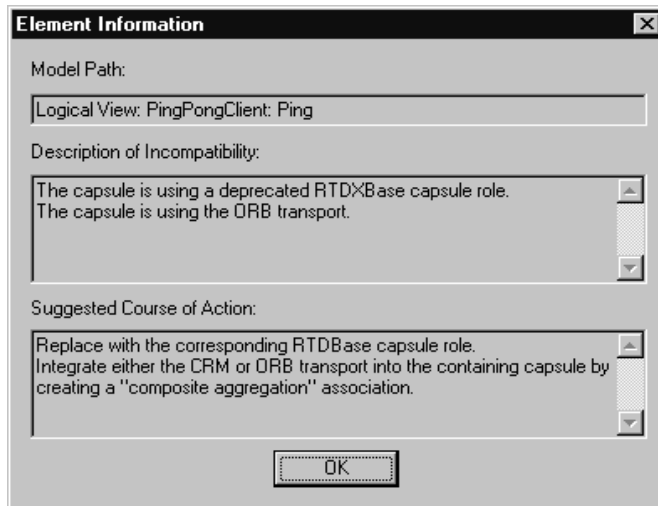 Element Information
Model Path:
Logical View: PingPongClient: Ping
Description of Incompatibility:
The capsule is using a deprecated RTDXBase capsule role.
The capsule is using the ORB transport.
Suggested Course of Action:
Replace with the corresponding RTDBase capsule role.
Integrate either the CRM or ORB transport into the containing capsule by
creating a "composite aggregation" association.
OK